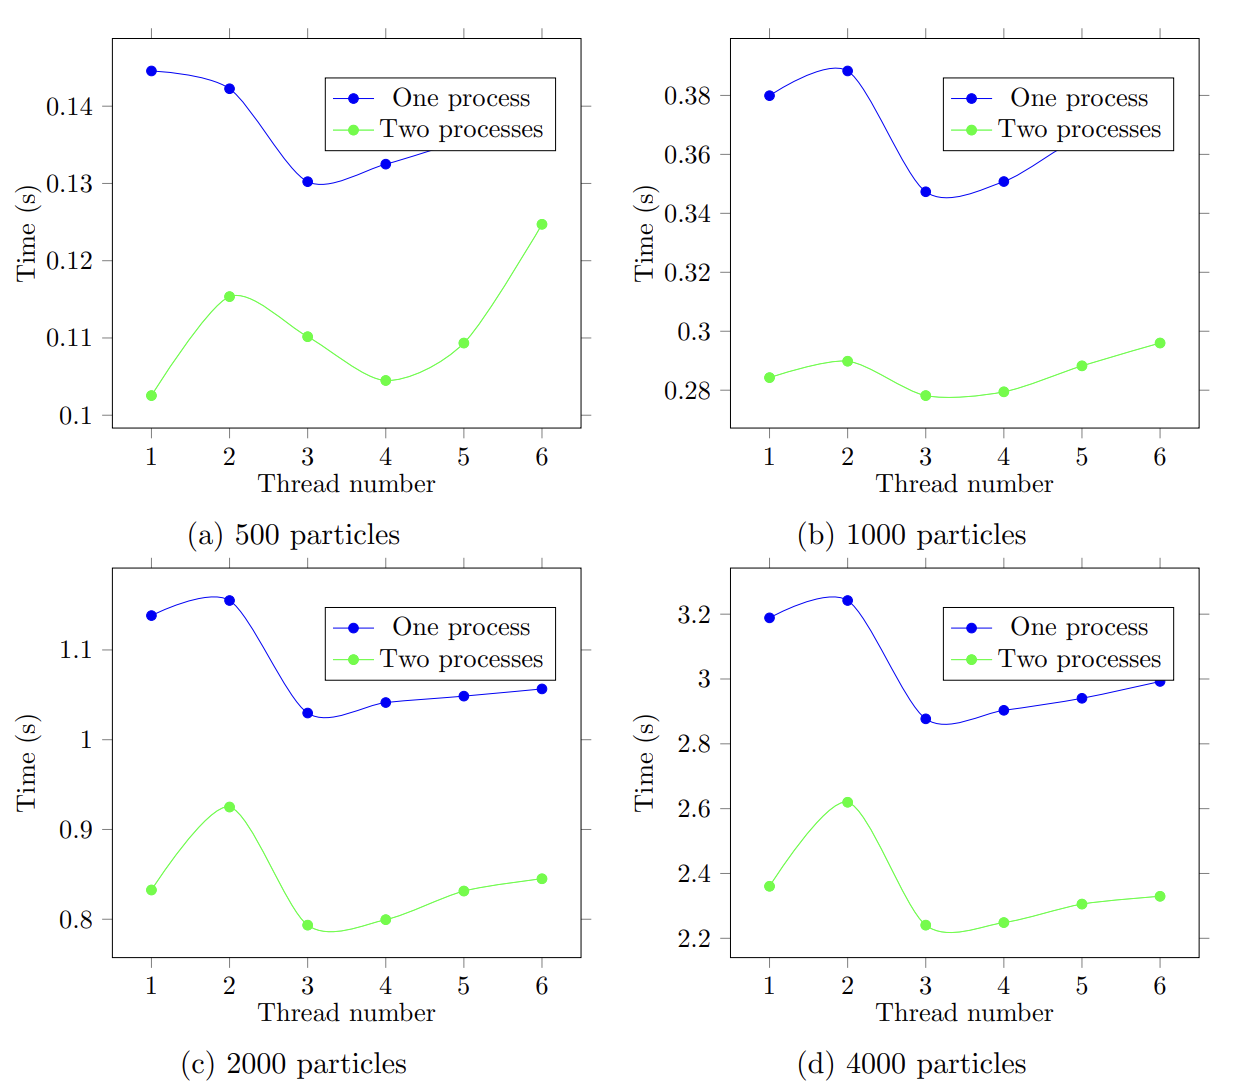 One process
Two processes
0.14
0.13
0.12
0.11
0.1
Time (s)
1 2 3 4 5 6
Thread number
(a) 500 particles
One process
Two processes
0.38
0.36
0.34
0.32
0.3
0.28
Time (s)
1 2 3 4 5 6
Thread number
(b) 1000 particles
One process
Two processes
1.1
1
0.9
0.8
Time (s)
1 2 3 4 5 6
Thread number
(c) 2000 particles
One process
Two processes
3.2
3
2.8
2.6
2.4
2.2
Time (s)
1 2 3 4 5 6
Thread number
(d) 4000 particles